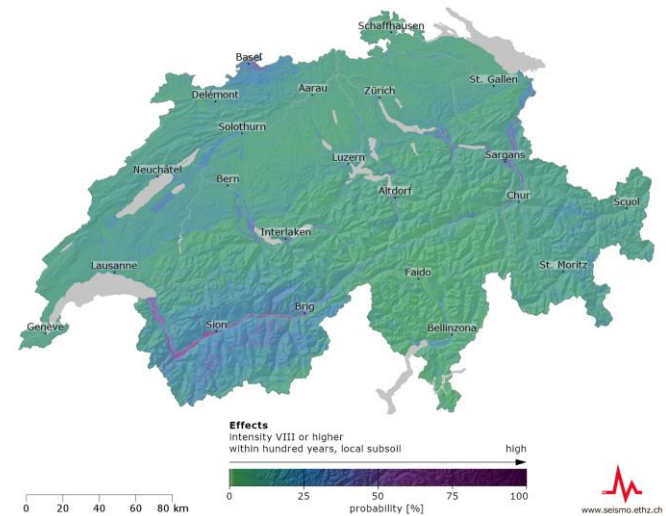 Schaffhausen
Basel
St. Gallen
Aarau
Zürich
Delémont
Solothurn
Luzern
Sargans
Neuchâtel
Bern
Altdorf
Chur
Scuol
Interlaken
Lausanne
Faido
St. Moritz
Brig
Genève
Sion
Bellinzona
Effects
intensity VIII or higher
within hundred years, local subsoil high
0 25 50 75 100
probability [%]
0 20 40 60 80 km
www.seismo.ethz.ch